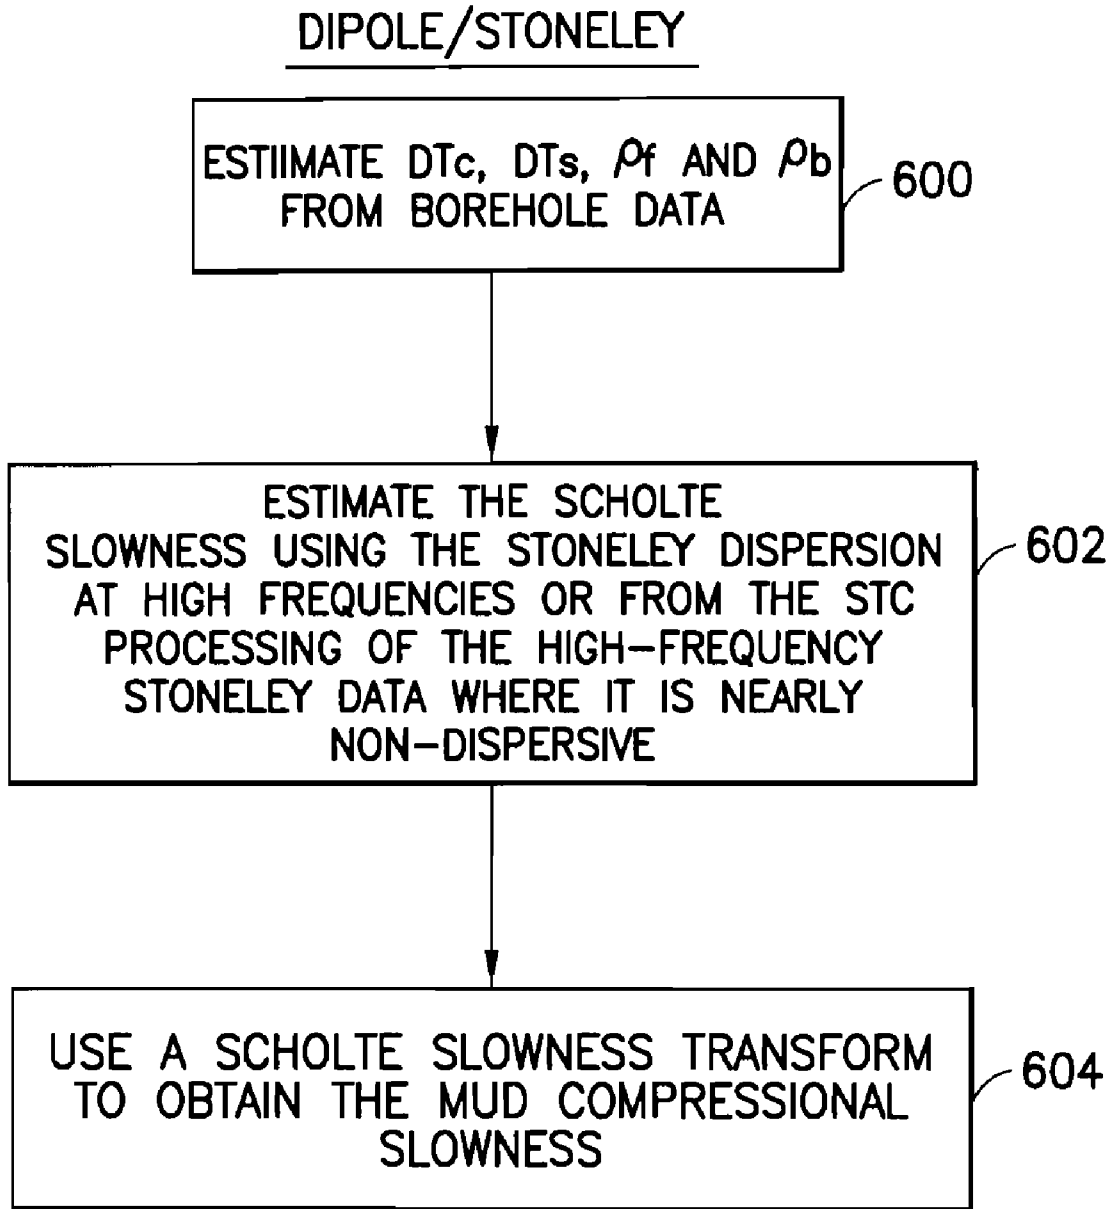 DIPOLE/STONELEY
ESTIIMATE DTc, DTs, ρf AND ρb
FROM BOREHOLE DATA
600
ESTIMATE THE SCHOLTE
SLOWNESS USING THE STONELEY DISPERSION
AT HIGH FREQUENCIES OR FROM THE STC
PROCESSING OF THE HIGH-FREQUENCY
STONELEY DATA WHERE IT IS NEARLY
NON-DISPERSIVE
602
USE A SCHOLTE SLOWNESS TRANSFORM
TO OBTAIN THE MUD COMPRESSIONAL
SLOWNESS
604